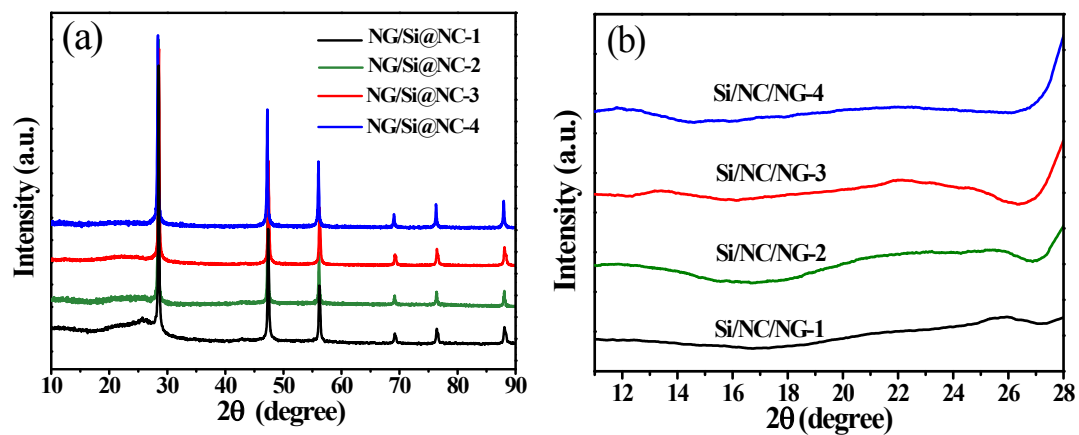 (a)
NG/Si@NC-1
NG/Si@NC-2
NG/Si@NC-3
NG/Si@NC-4
Intensity (a.u.)
10 20 30 40 50 60 70 80 90
2θ (degree)
(b)
Si/NC/NG-4
Si/NC/NG-3
Si/NC/NG-2
Si/NC/NG-1
Intensity (a.u.)
12 14 16 18 20 22 24 26 28
2θ (degree)